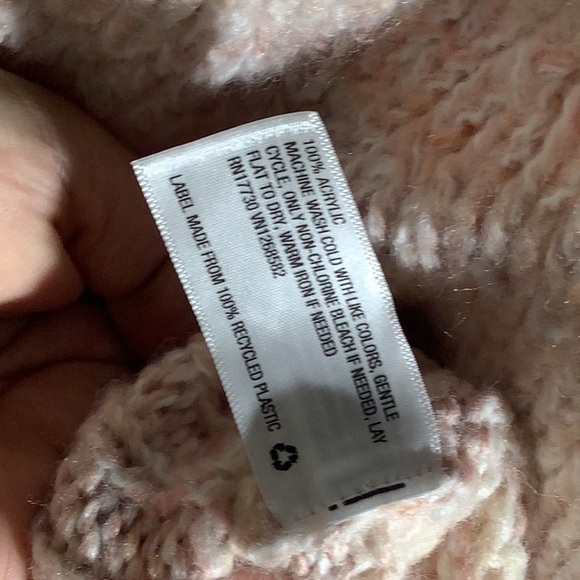 100% ACRYLIC
MACHINE WASH COLD WITH LIKE COLORS, GENTLE
CYCLE, ONLY NON-CHLORINE BLEACH IF NEEDED, LAY
FLAT TO DRY, WARM IRON IF NEEDED
RN17730 VN1268582
LABEL MADE FROM 100% RECYCLED PLASTIC